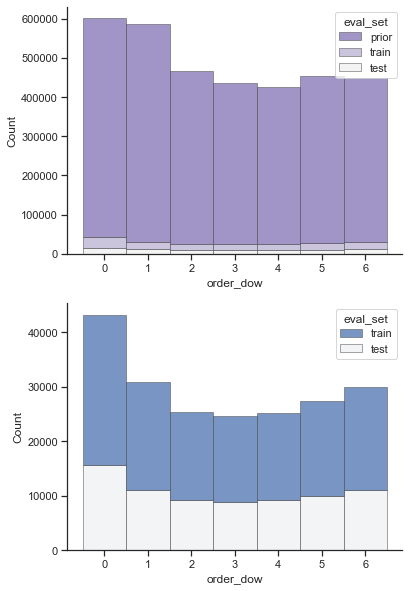 600000
500000
400000
300000
200000
100000
0
Count
eval_set
prior
train
test
0 1 2 3 4 5 6
order_dow
40000
30000
20000
10000
0
Count
eval_set
train
test
0 1 2 3 4 5 6
order_dow